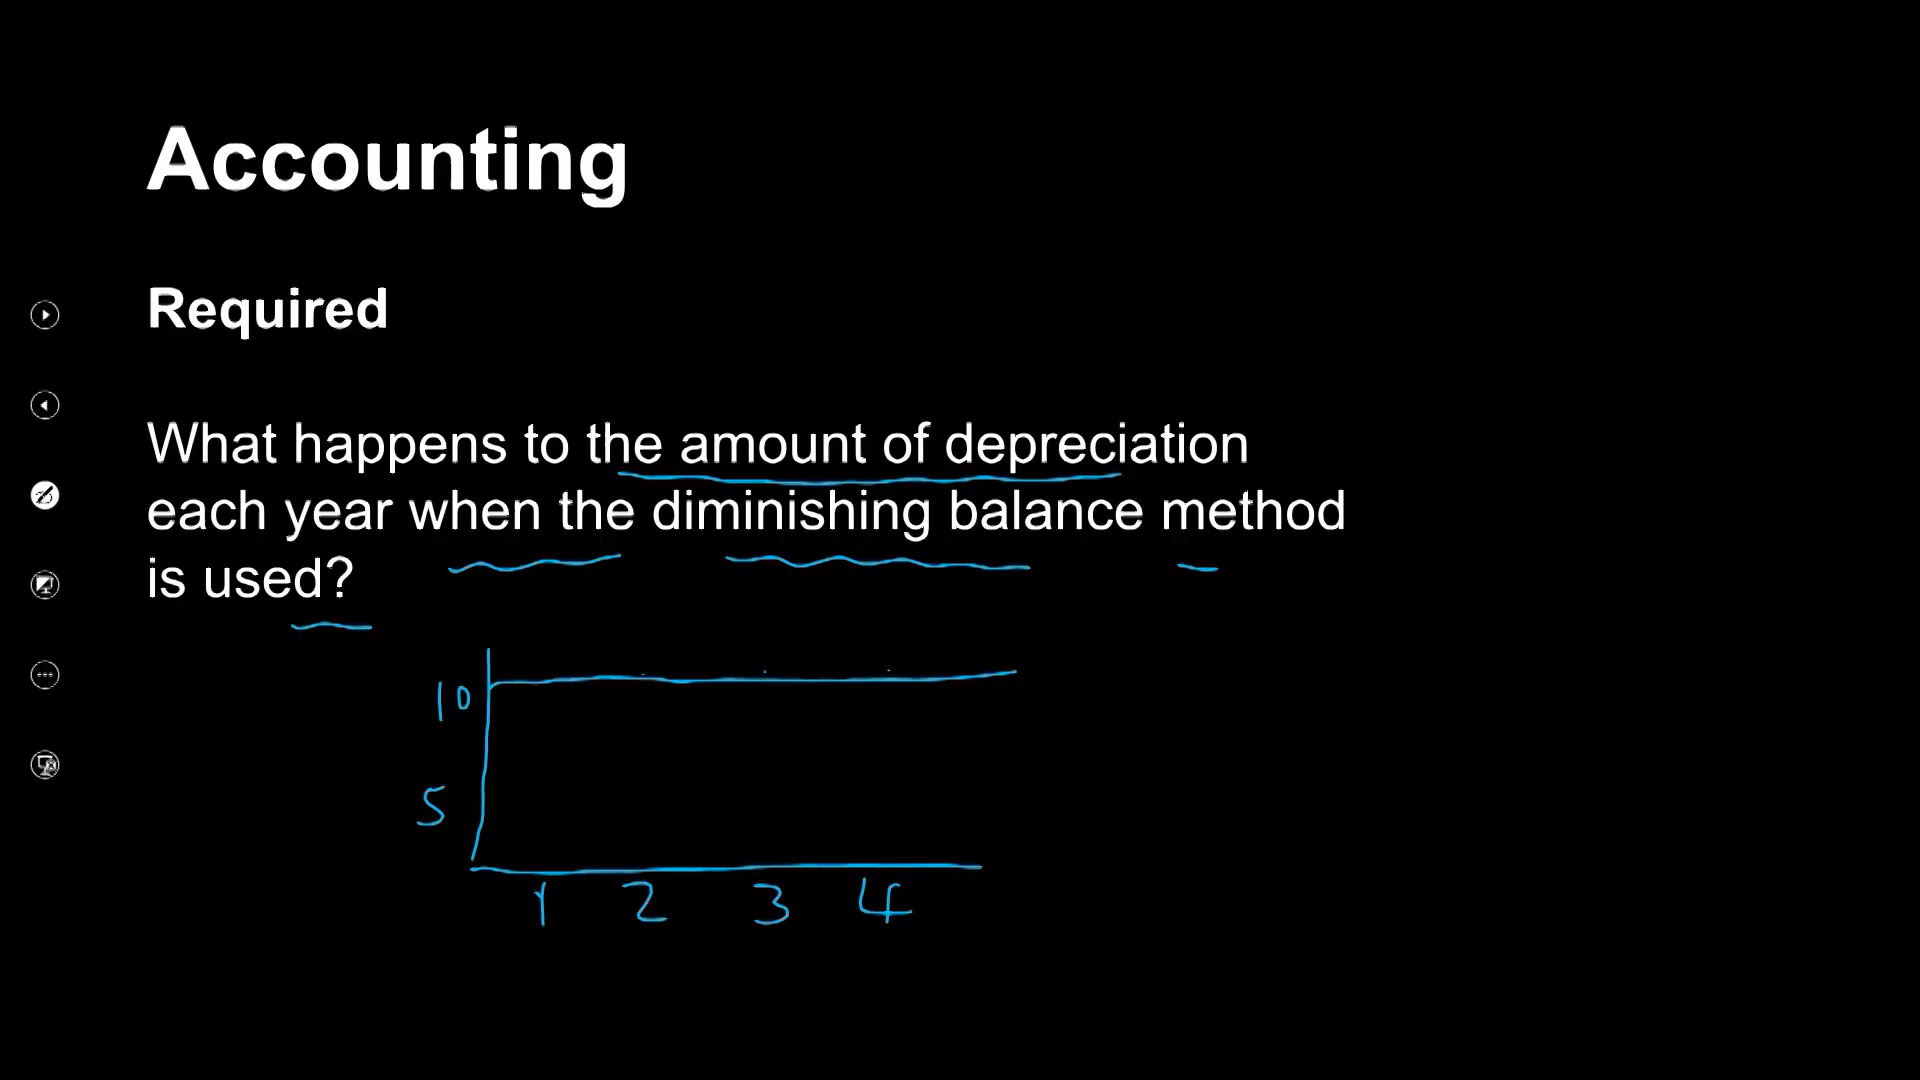 Accounting
Required
What happens to the amount of depreciation
each year when the diminishing balance method
is used?
10
5
1 2 3 4